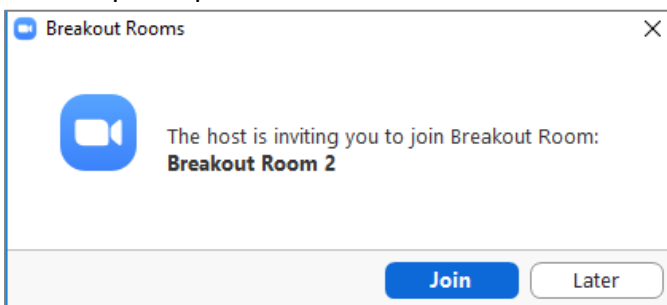 Breakout Rooms
The host is inviting you to join Breakout Room:
Breakout Room 2
Join
Later